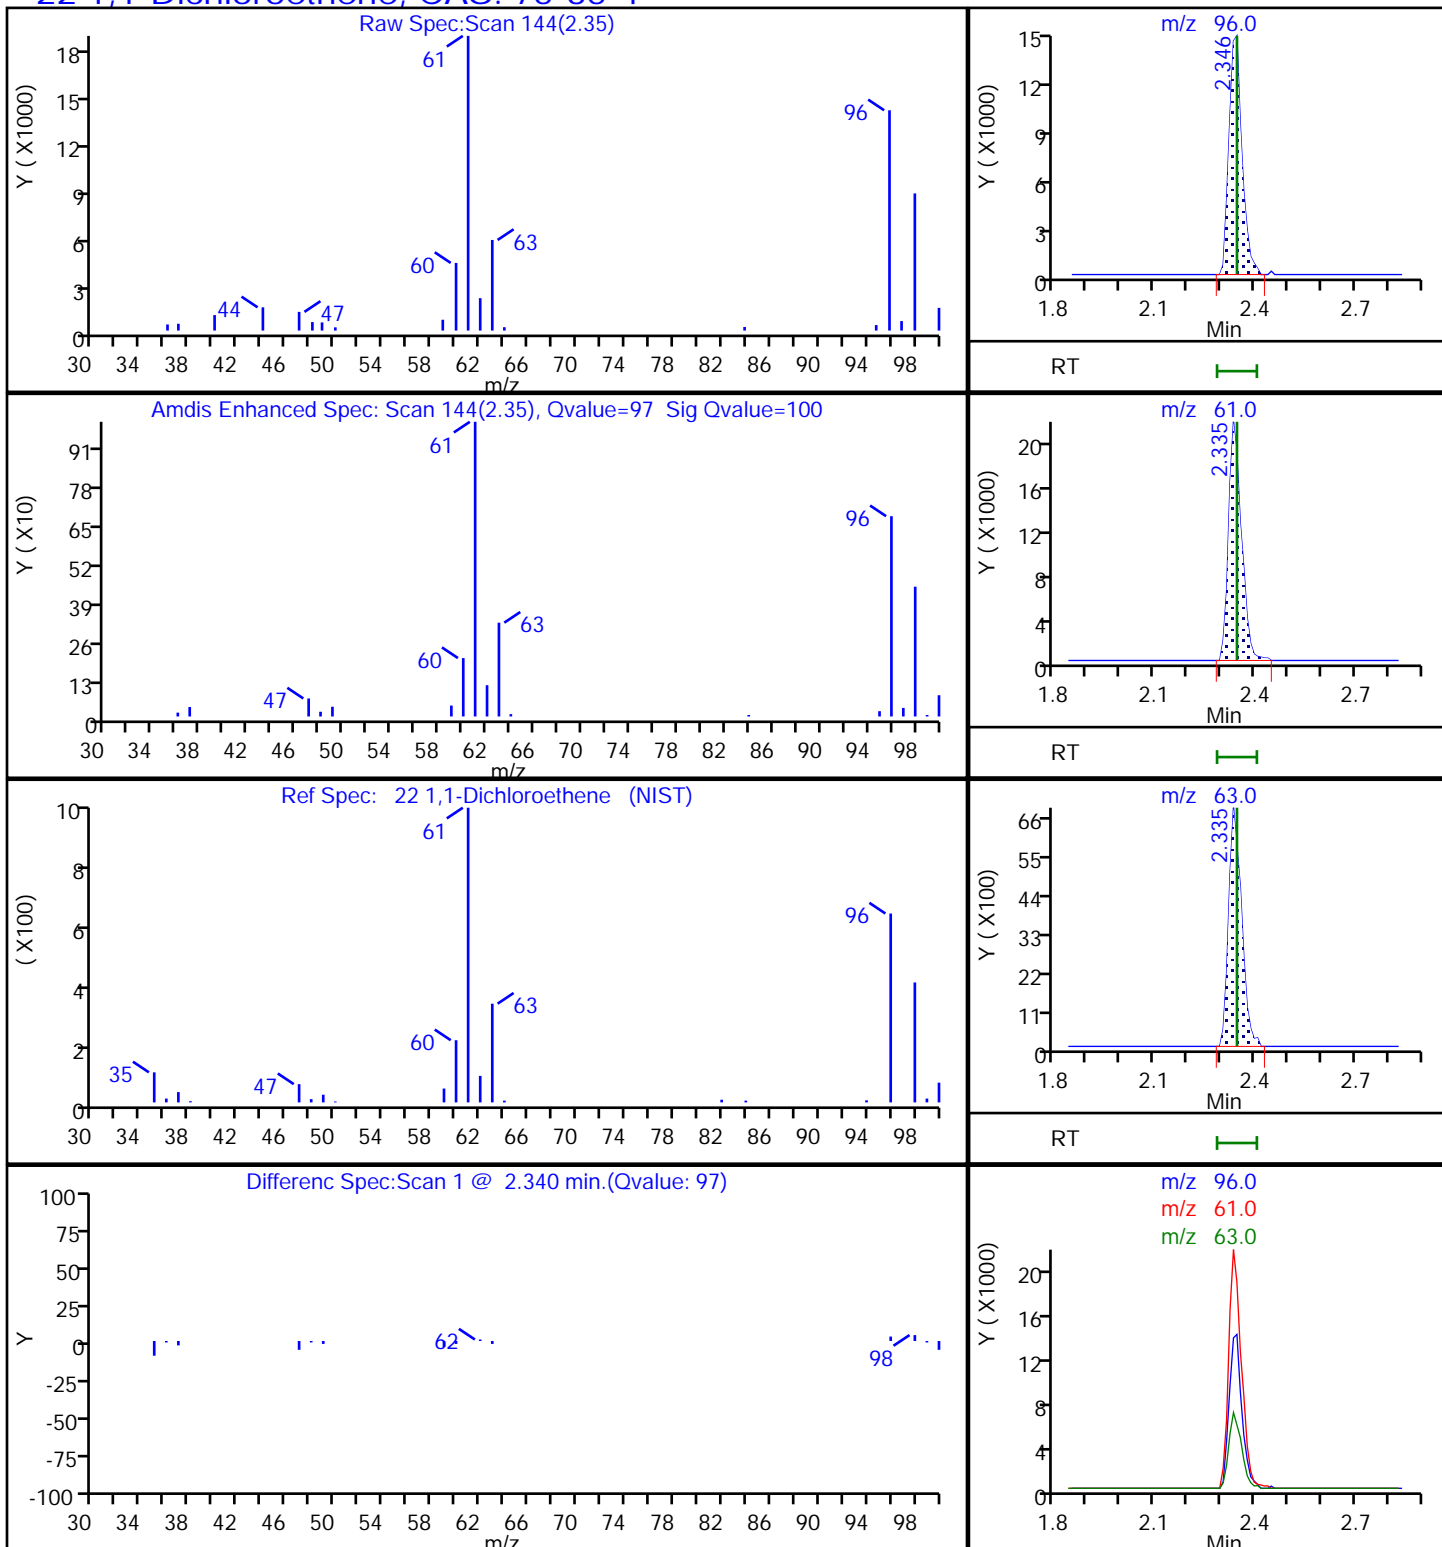 22 1,1-Dichloroethene, CAS: 75-35-4
Raw Spec:Scan 144(2.35)
Y ( X1000)
18
15
12
9
6
3
0
61
96
63
60
44
47
30 34 38 42 46 50 54 58 62 66 70 74 78 82 86 90 94 98
m/z
m/z 96.0
Y ( X1000)
15
12
9
6
3
0
2.346
1.8 2.1 2.4 2.7
Min
RT
Amdis Enhanced Spec: Scan 144(2.35), Qvalue=97 Sig Qvalue=100
Y ( X10)
91
78
65
52
39
26
13
0
61
96
63
60
47
30 34 38 42 46 50 54 58 62 66 70 74 78 82 86 90 94 98
m/z
m/z 61.0
Y ( X1000)
20
16
12
8
4
0
2.335
1.8 2.1 2.4 2.7
Min
RT
Ref Spec: 22 1,1-Dichloroethene (NIST)
( X100)
10
8
6
4
2
0
61
96
63
60
35
47
30 34 38 42 46 50 54 58 62 66 70 74 78 82 86 90 94 98
m/z 63.0
Y ( X100)
66
55
44
33
22
11
0
2.335
1.8 2.1 2.4 2.7
Min
RT
Differenc Spec:Scan 1 @ 2.340 min.(Qvalue: 97)
Y
100
75
50
25
0
-25
-50
-75
-100
62
98
30 34 38 42 46 50 54 58 62 66 70 74 78 82 86 90 94 98
m/z
m/z 96.0
m/z 61.0
m/z 63.0
Y ( X1000)
20
16
12
8
4
0
1.8 2.1 2.4 2.7
Min